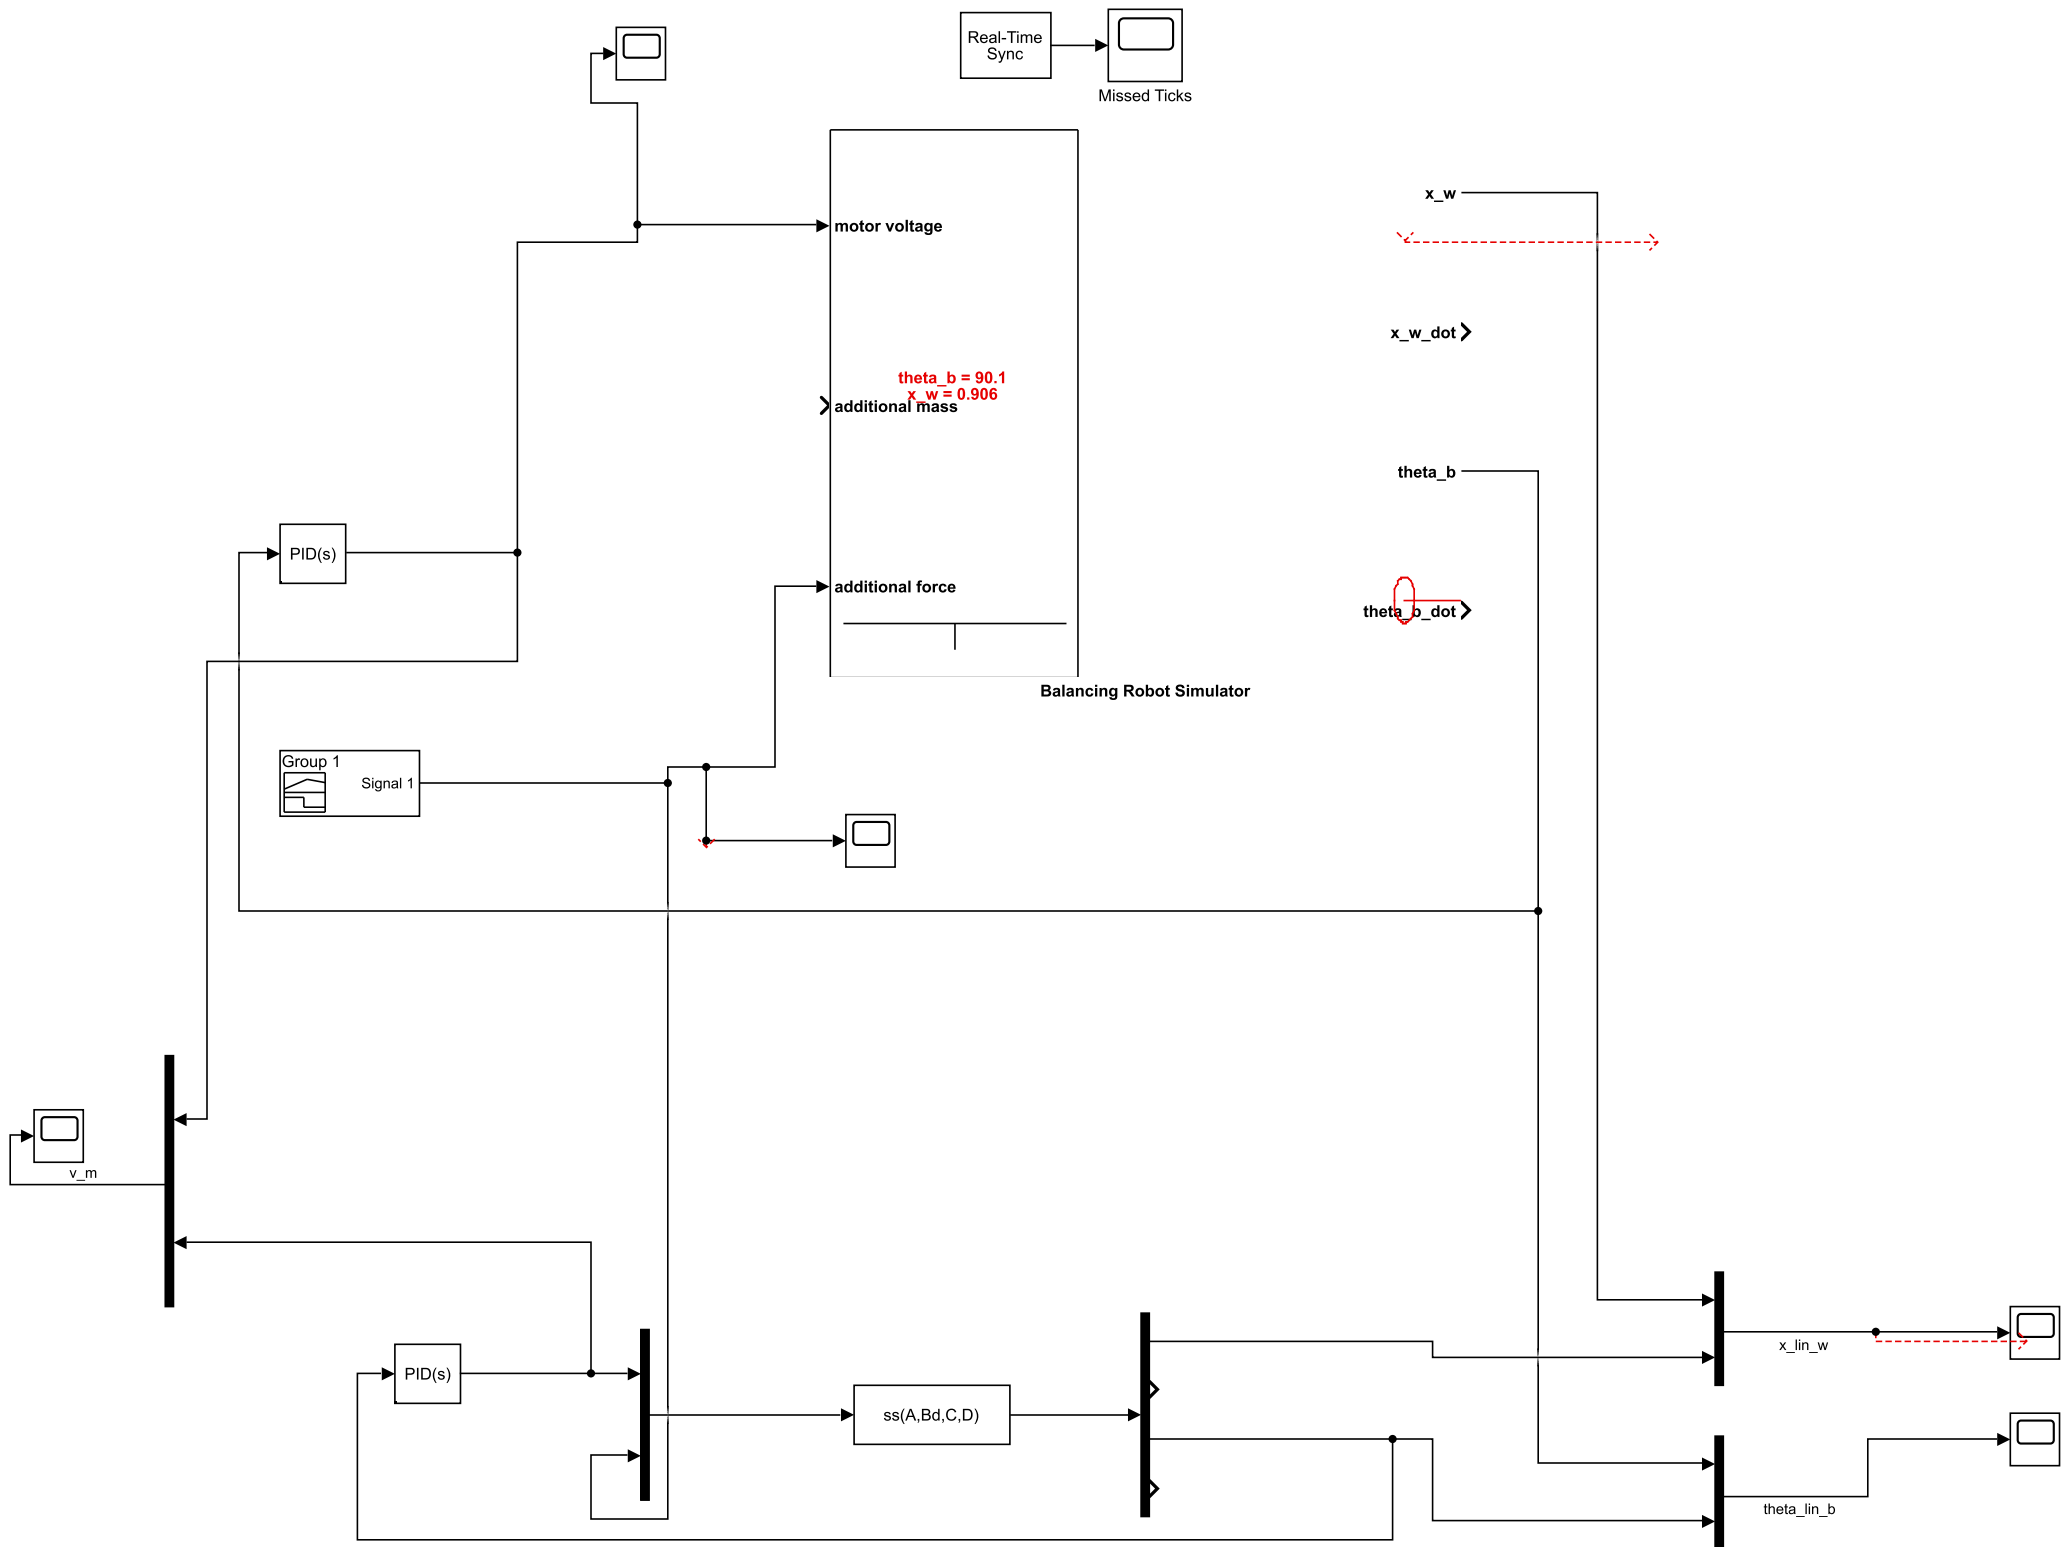 Real-Time
Sync
Missed Ticks
x_w
motor voltage
x_w_dot
theta_b = 90.1
x_w = 0.906
additional mass
theta_b
PID(s)
additional force
theta_b_dot
Balancing Robot Simulator
Group 1
Signal 1
v_m
x_lin_w
PID(s)
ss(A,Bd,C,D)
theta_lin_b